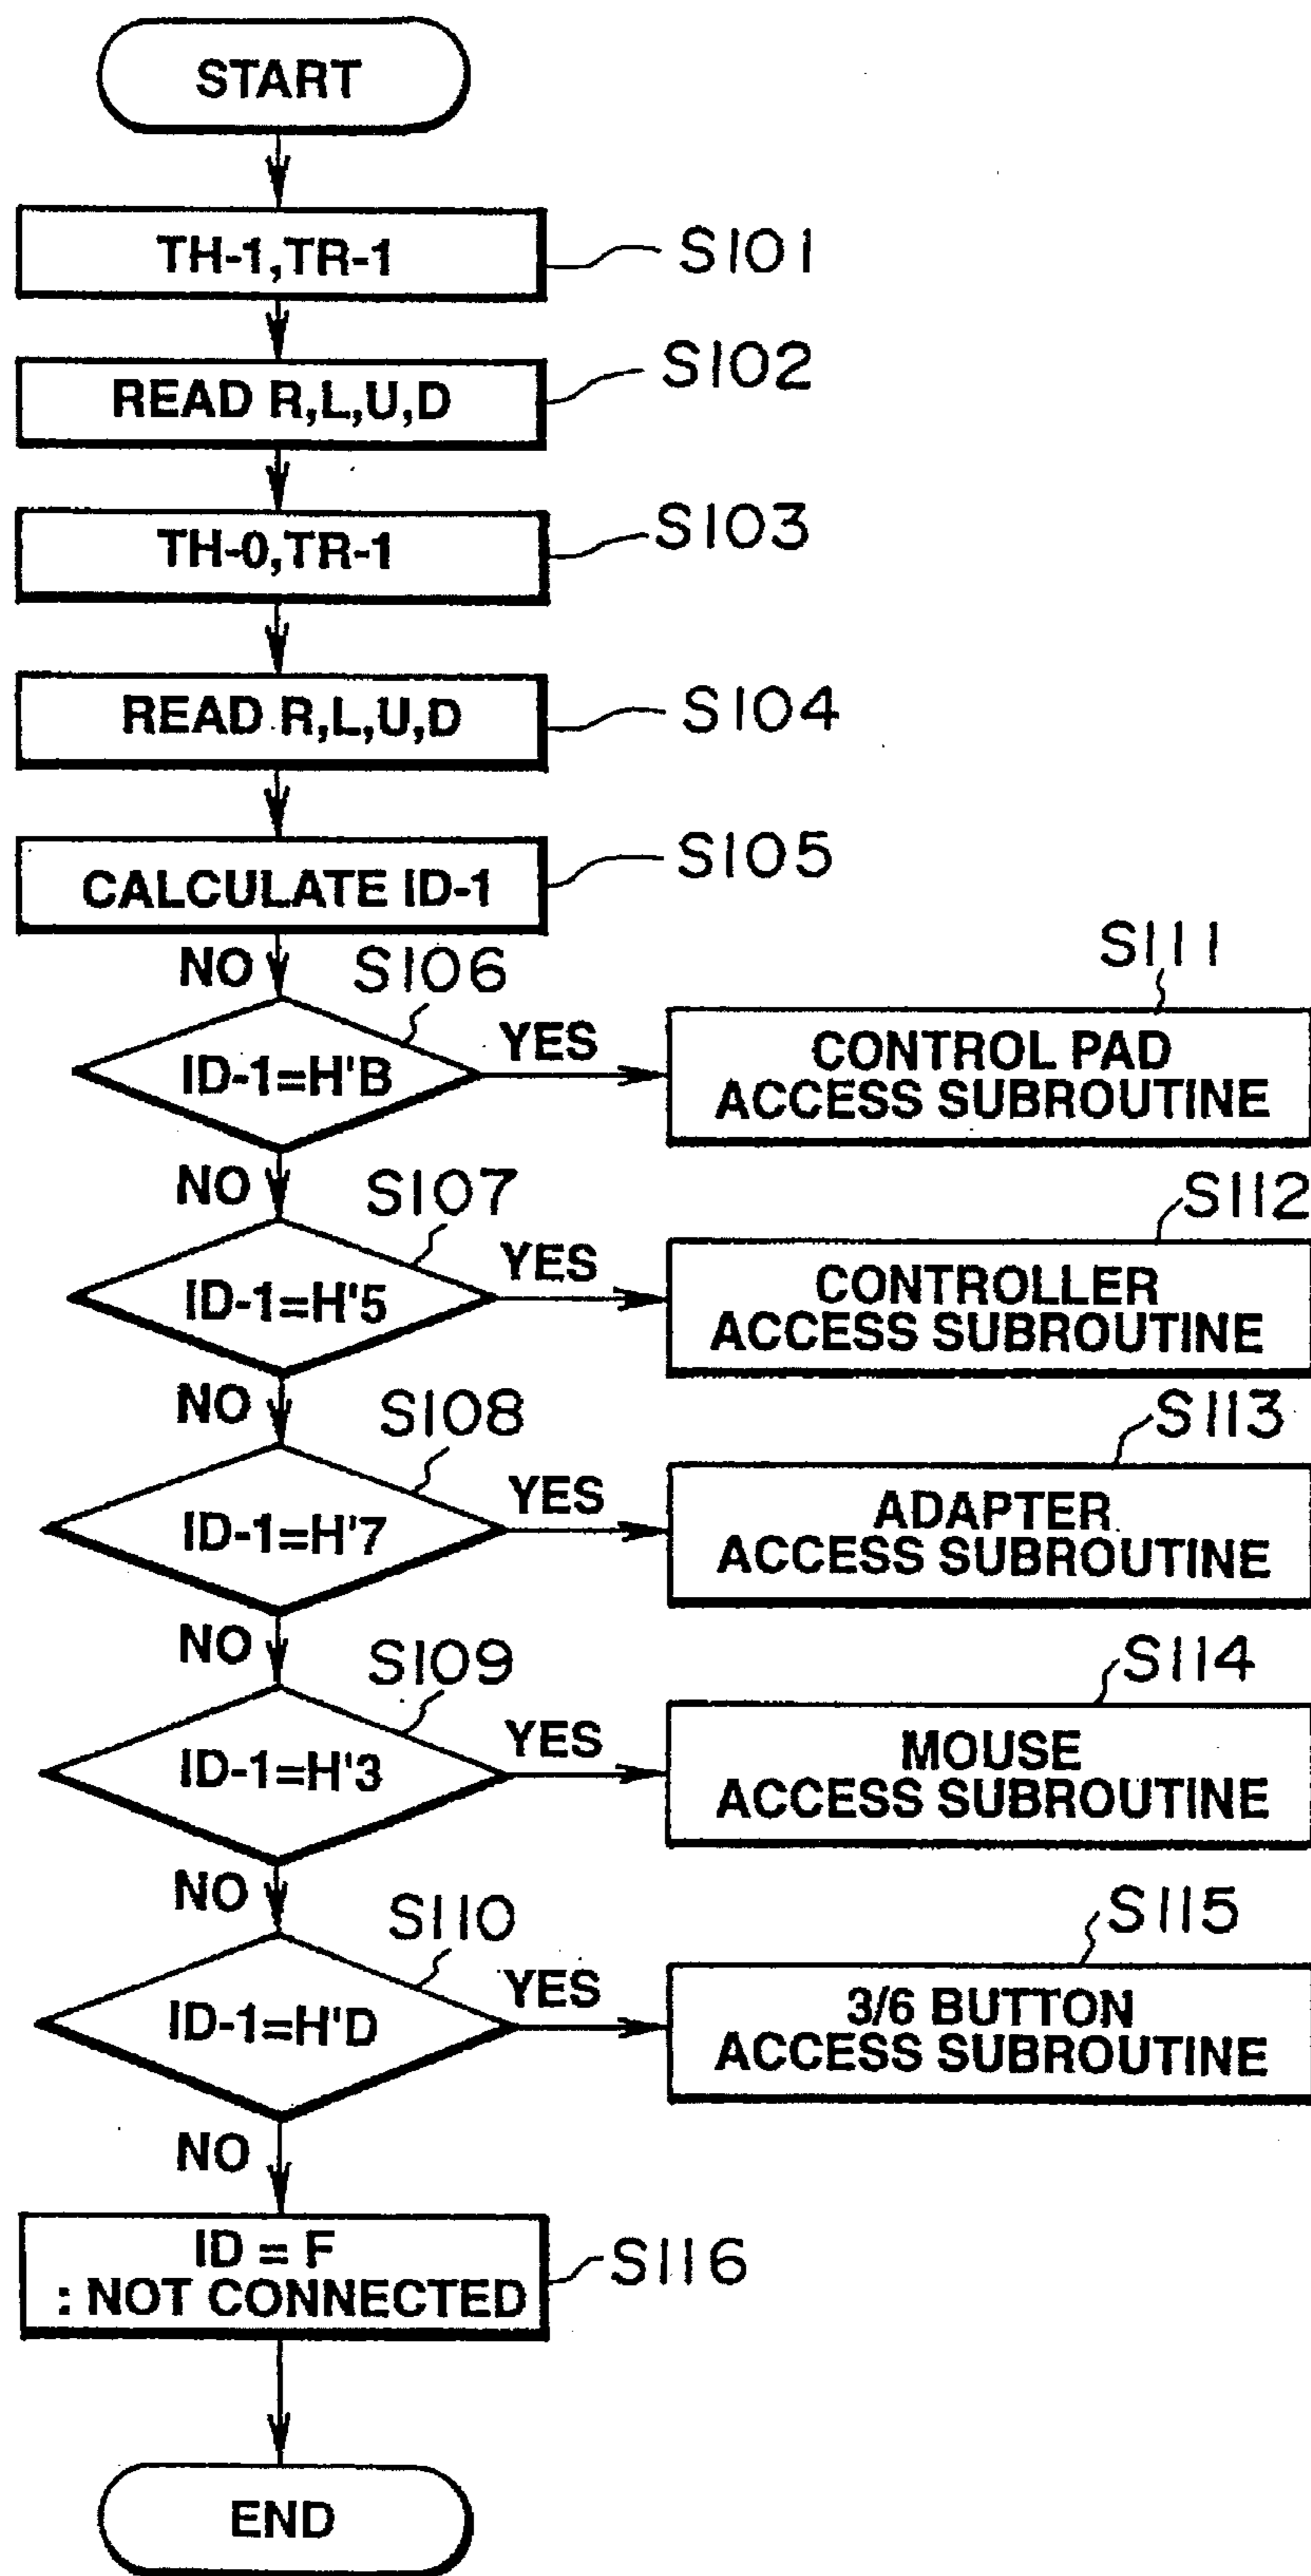 START
TH-1,TR-1
S101
READ R,L,U,D
S102
TH-0,TR-1
S103
READ R,L,U,D
S104
CALCULATE ID-1
S105
NO
S106
ID-1=H'B
YES
S111
CONTROL PAD
ACCESS SUBROUTINE
NO
S107
ID-1=H'5
YES
S112
CONTROLLER
ACCESS SUBROUTINE
NO
S108
ID-1=H'7
YES
S113
ADAPTER
ACCESS SUBROUTINE
NO
S109
ID-1=H'3
YES
S114
MOUSE
ACCESS SUBROUTINE
NO
S110
ID-1=H'D
YES
S115
3/6 BUTTON
ACCESS SUBROUTINE
NO
ID = F
: NOT CONNECTED
S116
END